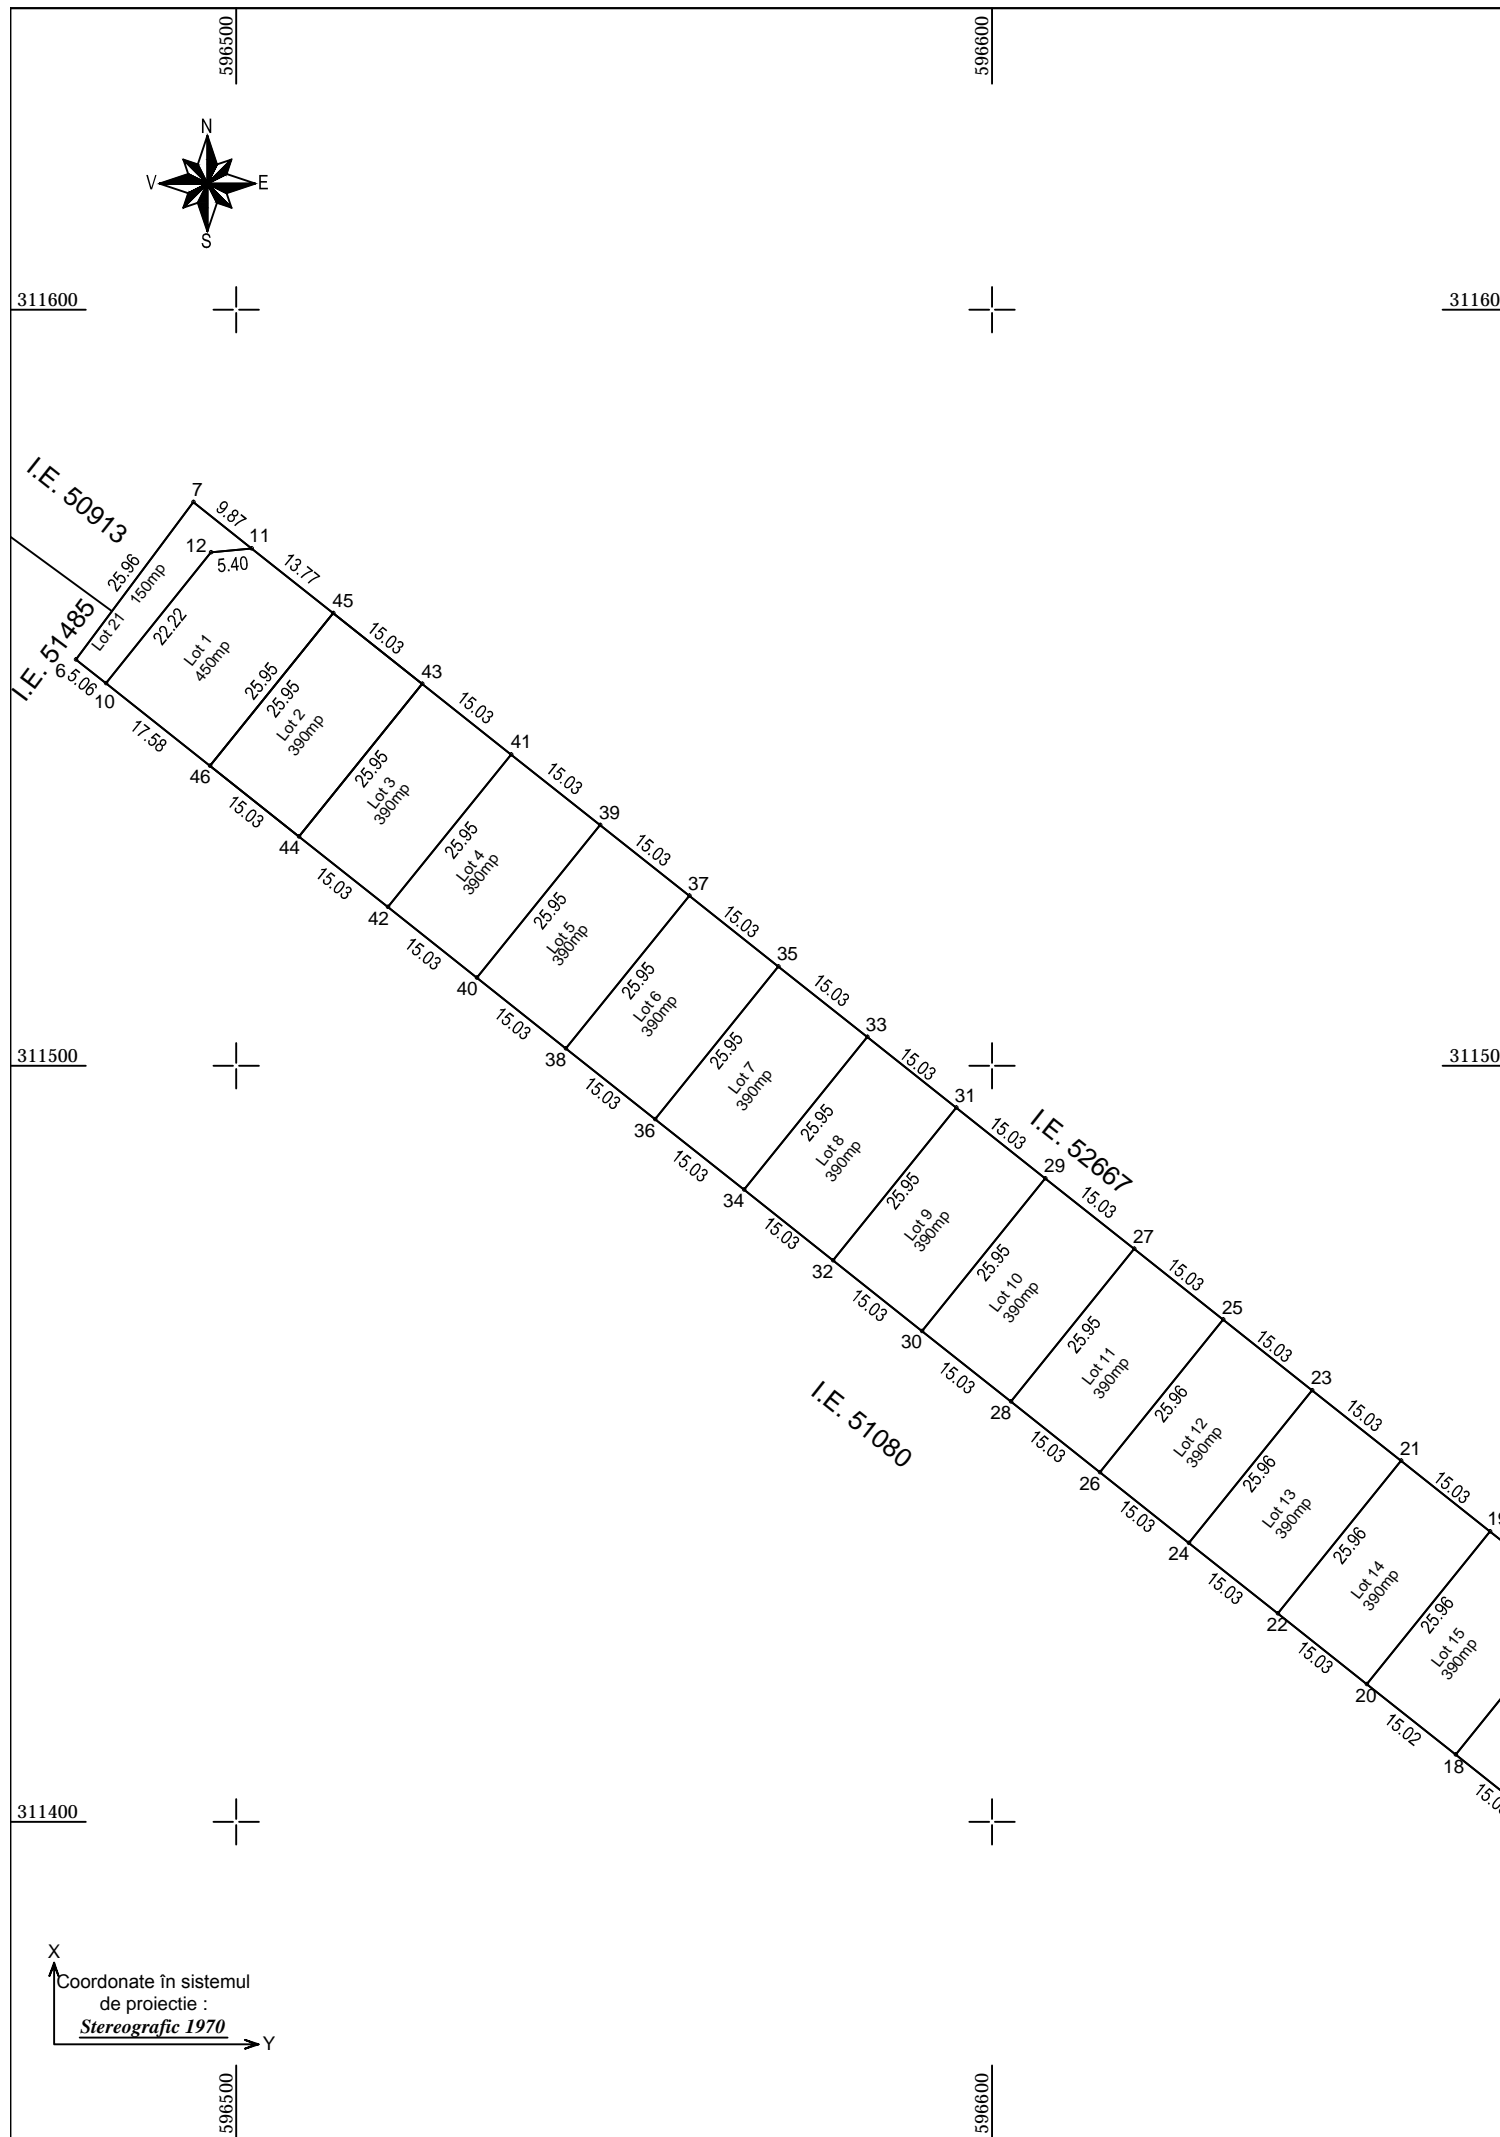 596500
596600
N
V
E
S
311600
31160
I.E. 50913
7
9.87
11
12
5.40
13.77
25.96
150mp
Lot 21
45
I.E. 51485
22.22
Lot 1
450mp
15.03
6
5.06
10
25.95
43
17.58
25.95
Lot 2
390mp
15.03
46
41
15.03
25.95
Lot 3
390mp
15.03
44
39
15.03
25.95
Lot 4
390mp
15.03
42
37
15.03
25.95
Lot 5
390mp
15.03
40
35
15.03
25.95
Lot 6
390mp
15.03
38
33
311500
31150
15.03
25.95
Lot 7
390mp
15.03
36
31
I.E. 52667
15.03
25.95
Lot 8
390mp
15.03
34
29
15.03
25.95
Lot 9
390mp
15.03
32
27
15.03
25.95
Lot 10
390mp
15.03
30
25
15.03
25.95
Lot 11
390mp
15.03
28
23
I.E. 51080
15.03
25.96
Lot 12
390mp
15.03
26
21
15.03
25.96
Lot 13
390mp
15.03
24
19
15.03
25.96
Lot 14
390mp
22
15.03
25.96
Lot 15
390mp
20
15.02
18
15.0
311400
X
Coordonate în sistemul
de proiectie :
Stereografic 1970
Y
596500
596600